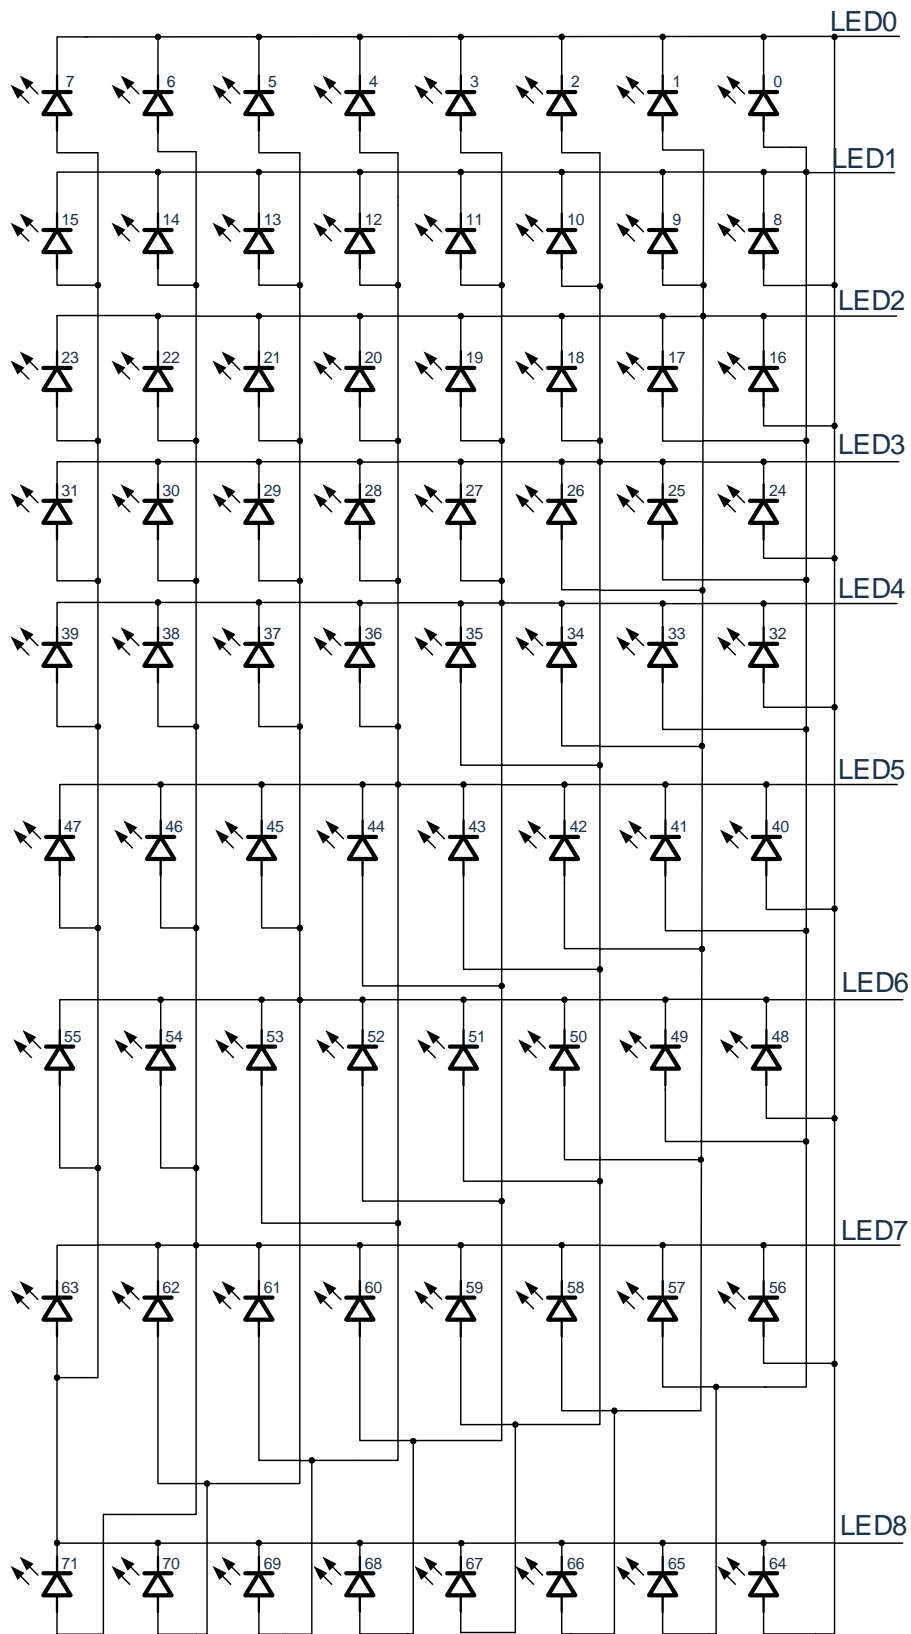 LED0
7 6 5 4 3 2 1 0
LED1
15 14 13 12 11 10 9 8
LED2
23 22 21 20 19 18 17 16
LED3
31 30 29 28 27 26 25 24
LED4
39 38 37 36 35 34 33 32
LED5
47 46 45 44 43 42 41 40
LED6
55 54 53 52 51 50 49 48
LED7
63 62 61 60 59 58 57 56
LED8
71 70 69 68 67 66 65 64